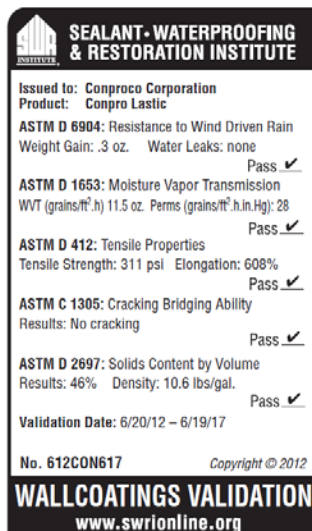 SWR
INSTITUTE
SEALANT • WATERPROOFING
& RESTORATION INSTITUTE
Issued to: Conproco Corporation
Product: Conpro Lastic
ASTM D 6904: Resistance to Wind Driven Rain
Weight Gain: .3 oz. Water Leaks: none
Pass ✔
ASTM D 1653: Moisture Vapor Transmission
WVT (grains/ft².h) 11.5 oz. Perms (grains/ft².h.in.Hg): 28
Pass ✔
ASTM D 412: Tensile Properties
Tensile Strength: 311 psi Elongation: 608%
Pass ✔
ASTM C 1305: Cracking Bridging Ability
Results: No cracking
Pass ✔
ASTM D 2697: Solids Content by Volume
Results: 46% Density: 10.6 lbs/gal.
Pass ✔
Validation Date: 6/20/12 – 6/19/17
No. 612CON617 Copyright © 2012
WALLCOATINGS VALIDATION
www.swrionline.org